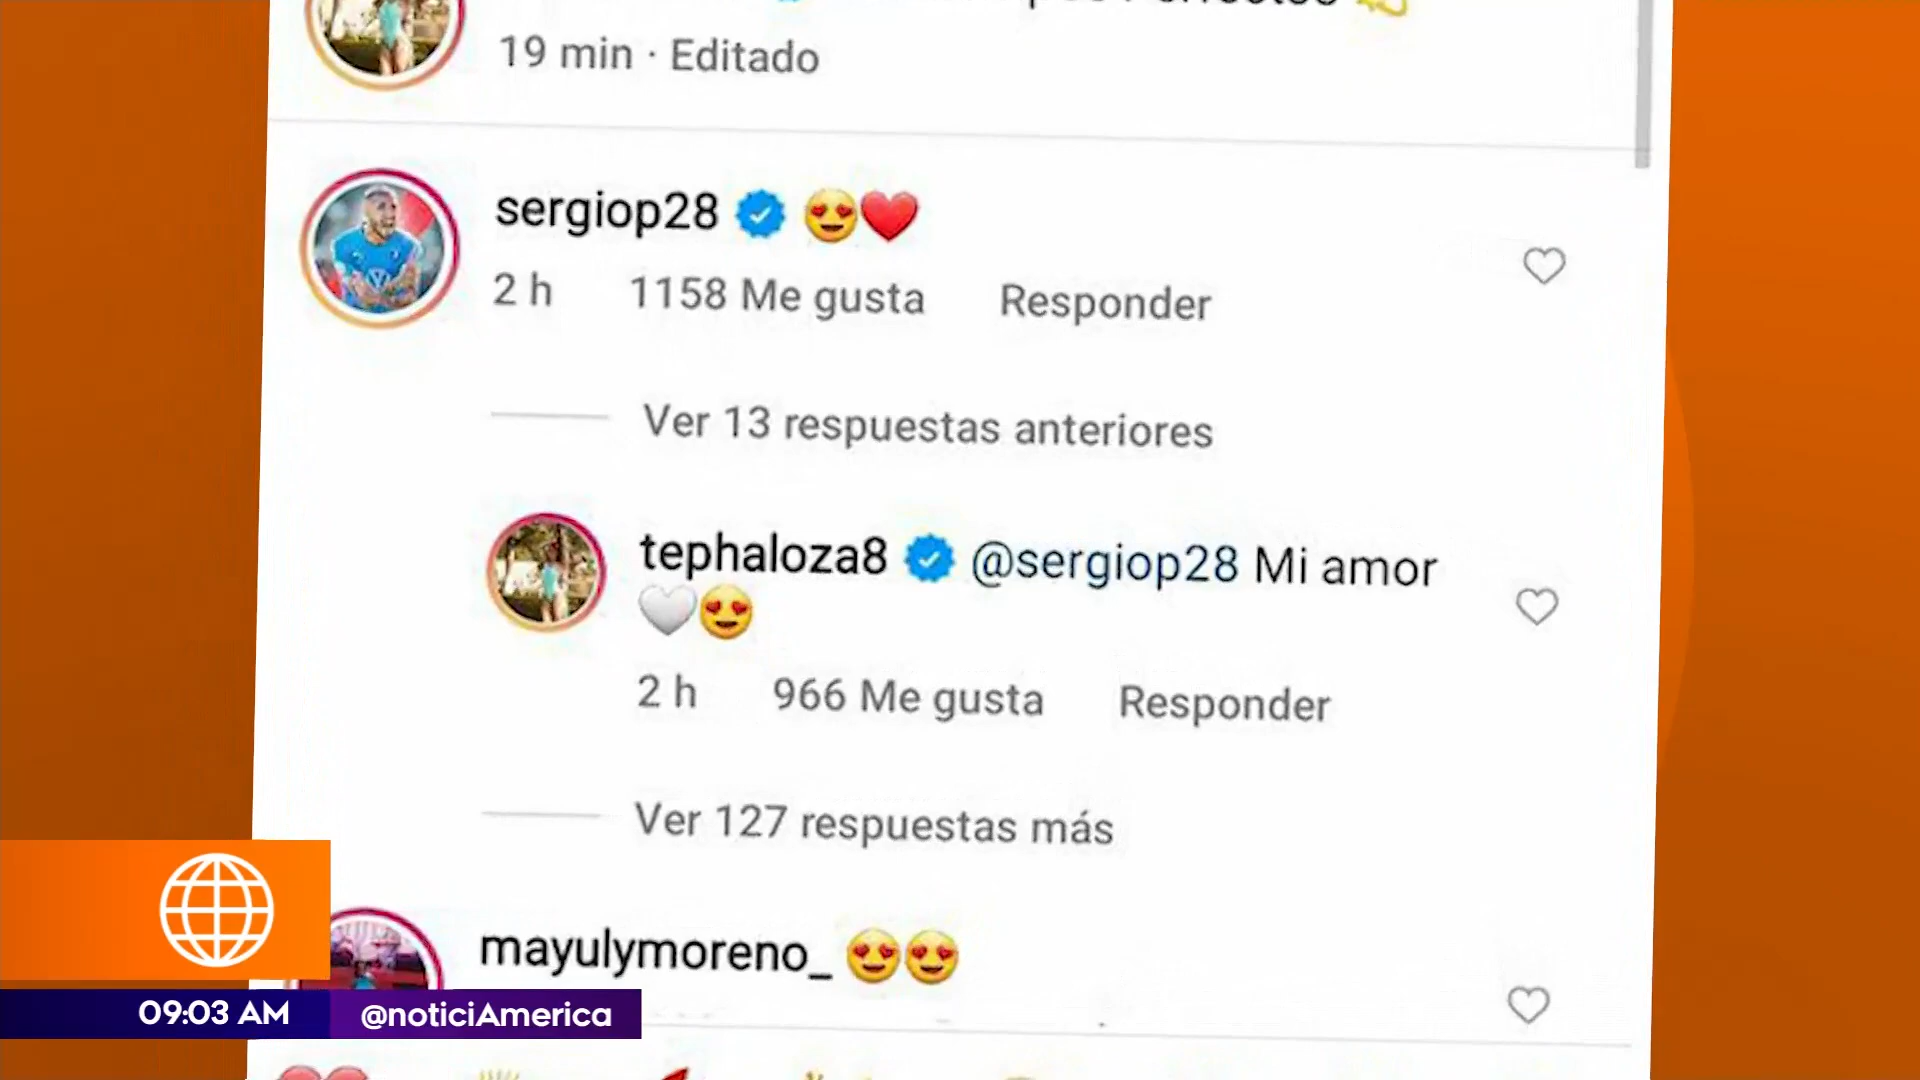 19 min · Editado
sergiop28 😍❤️
2 h 1158 Me gusta Responder
Ver 13 respuestas anteriores
tephaloza8 @sergiop28 Mi amor
🤍😍
2 h 966 Me gusta Responder
Ver 127 respuestas más
mayulymoreno_ 😍😍
09:03 AM @noticiAmerica